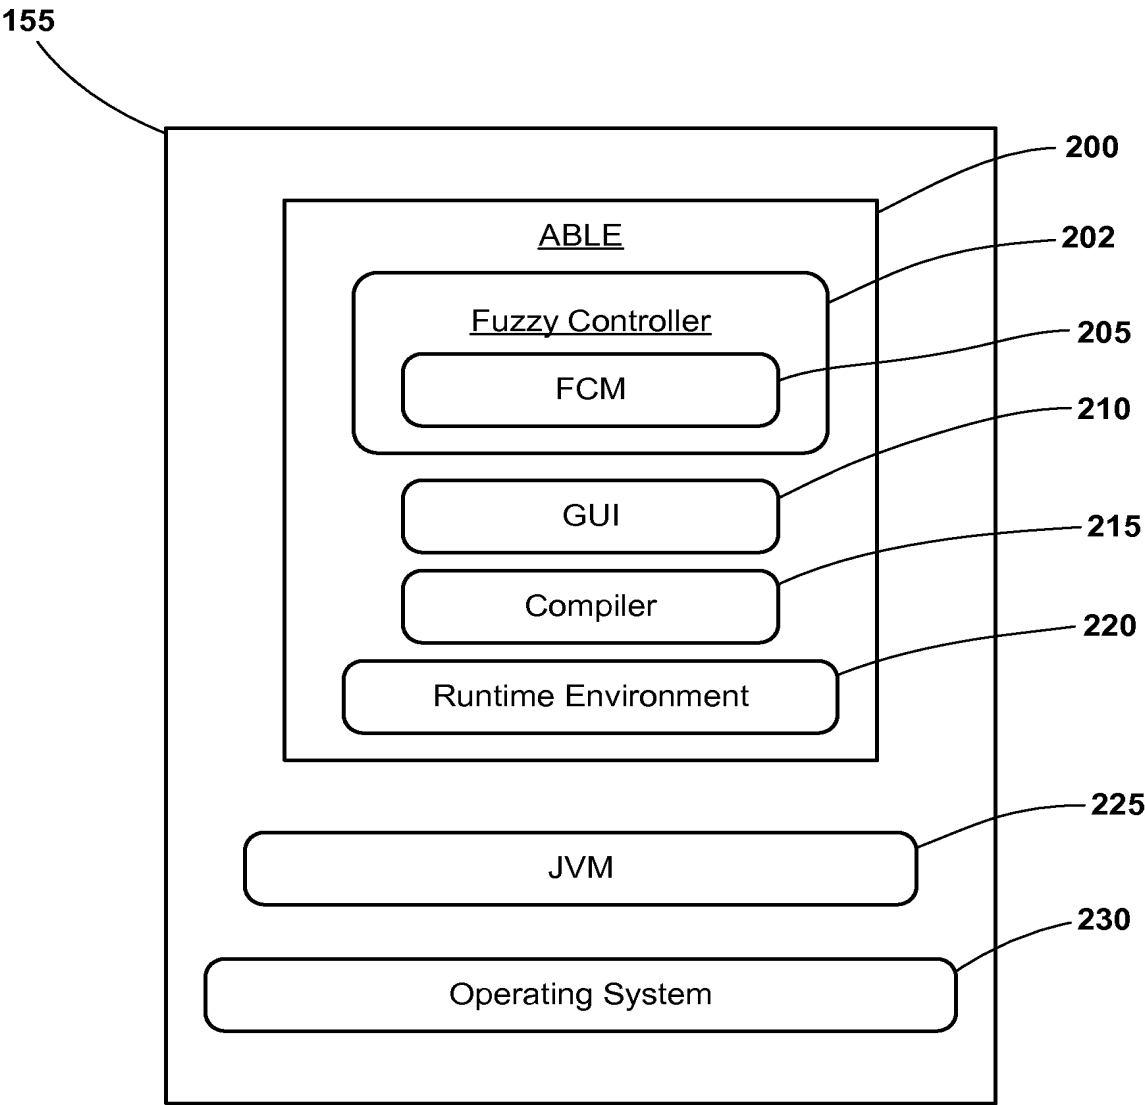 155
200
ABLE
202
Fuzzy Controller
205
FCM
210
GUI
215
Compiler
220
Runtime Environment
225
JVM
230
Operating System